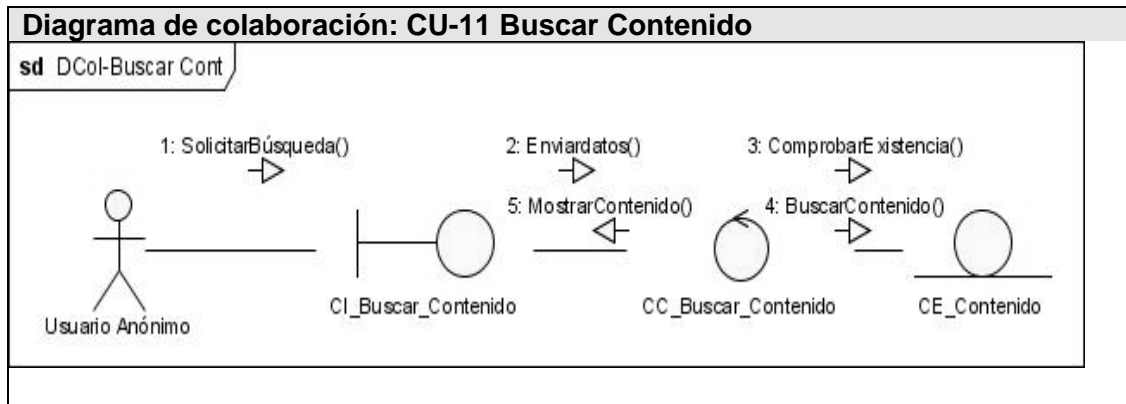 Diagrama de colaboración: CU-11 Buscar Contenido
sd DCol-Buscar Cont
1: SolicitarBúsqueda()
2: Enviardatos()
3: ComprobarExistencia()
5: MostrarContenido()
4: BuscarContenido()
Usuario Anónimo
CI_Buscar_Contenido
CC_Buscar_Contenido
CE_Contenido